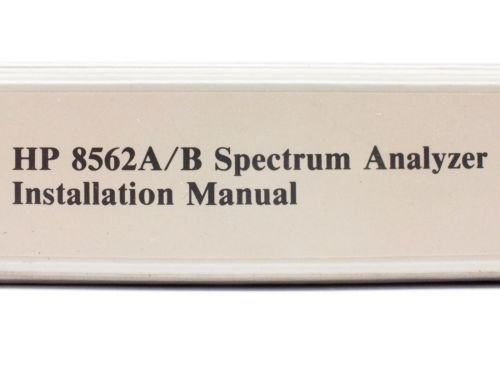 HP 8562A/B Spectrum Analyzer
Installation Manual